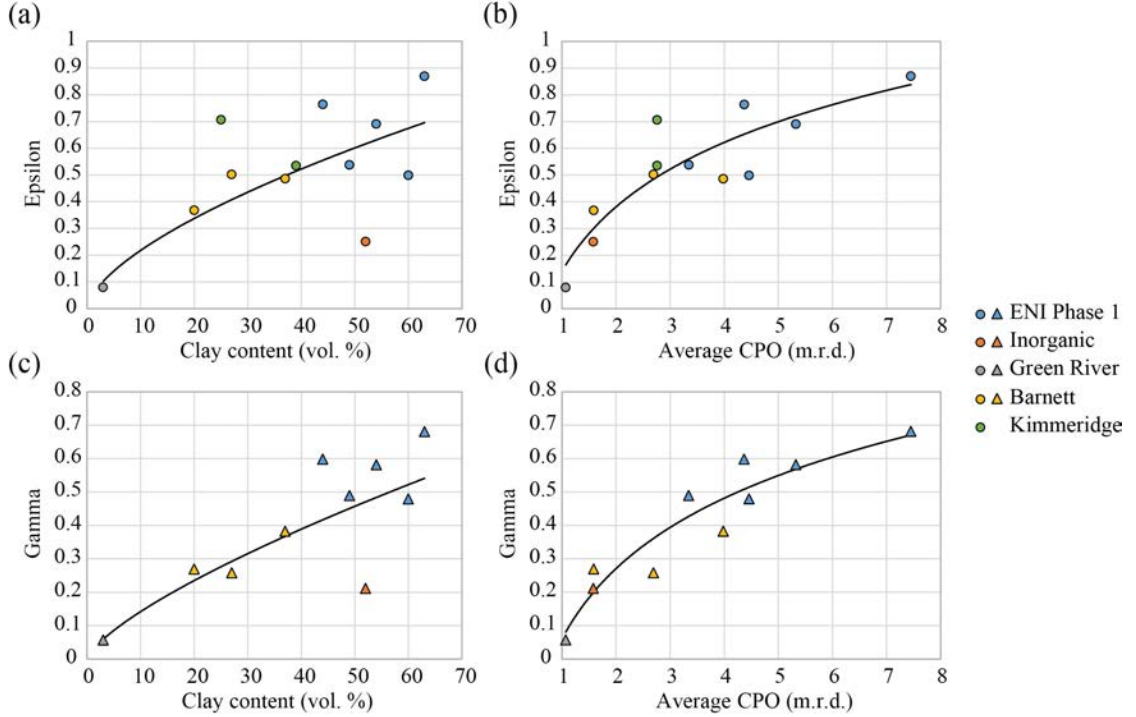 (a)
1
0.9
0.8
0.7
0.6
0.5
0.4
0.3
0.2
0.1
0
Epsilon
0 10 20 30 40 50 60 70
Clay content (vol. %)
(b)
1
0.9
0.8
0.7
0.6
0.5
0.4
0.3
0.2
0.1
0
Epsilon
1 2 3 4 5 6 7 8
Average CPO (m.r.d.)
ENI Phase 1
Inorganic
Green River
Barnett
Kimmeridge
(c)
0.8
0.7
0.6
0.5
0.4
0.3
0.2
0.1
0
Gamma
0 10 20 30 40 50 60 70
Clay content (vol. %)
(d)
0.8
0.7
0.6
0.5
0.4
0.3
0.2
0.1
0
Gamma
1 2 3 4 5 6 7 8
Average CPO (m.r.d.)